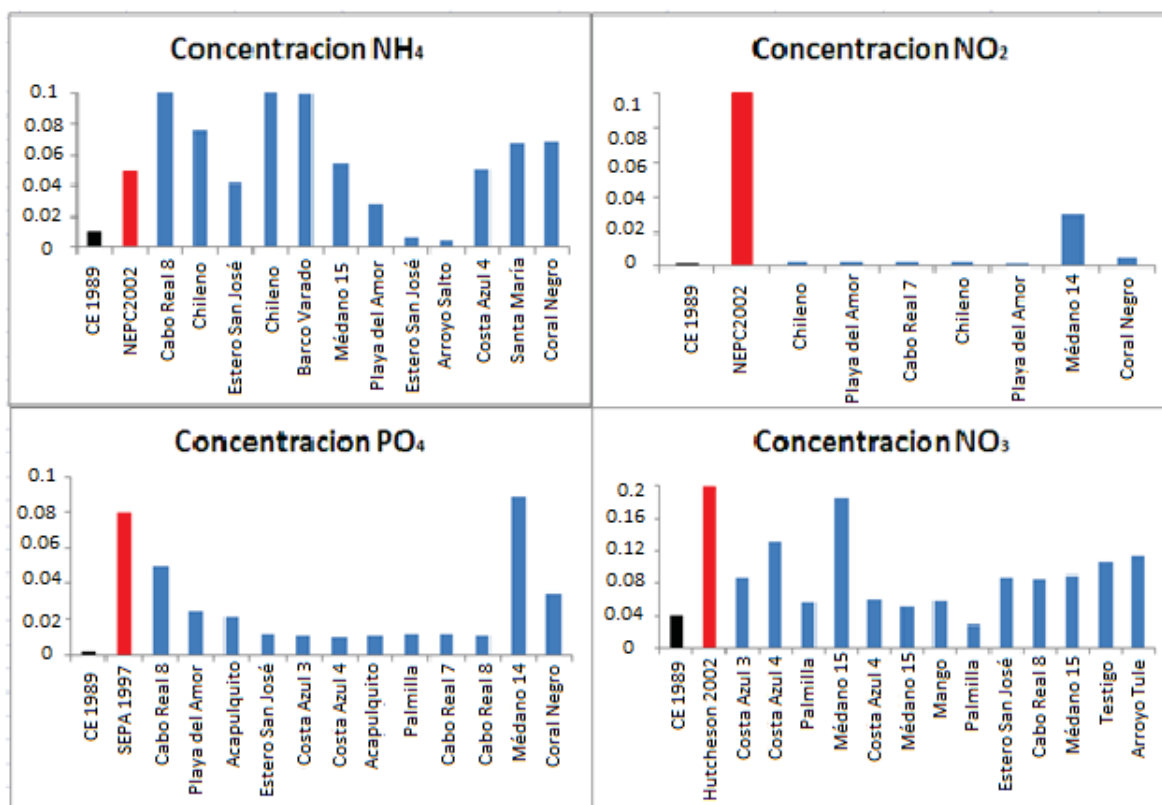 Concentracion NH₄
0.1
0.08
0.06
0.04
0.02
0
CE 1989
NEPC2002
Cabo Real 8
Chileno
Estero San José
Chileno
Barco Varado
Médano 15
Playa del Amor
Estero San José
Arroyo Salto
Costa Azul 4
Santa María
Coral Negro
Concentracion NO₂
0.1
0.08
0.06
0.04
0.02
0
CE 1989
NEPC2002
Chileno
Playa del Amor
Cabo Real 7
Chileno
Playa del Amor
Médano 14
Coral Negro
Concentracion PO₄
0.1
0.08
0.06
0.04
0.02
0
CE 1989
SEPA 1997
Cabo Real 8
Playa del Amor
Acapulquito
Estero San José
Costa Azul 3
Costa Azul 4
Acapulquito
Palmilla
Cabo Real 7
Cabo Real 8
Médano 14
Coral Negro
Concentracion NO₃
0.2
0.16
0.12
0.08
0.04
0
CE 1989
Hutcheson 2002
Costa Azul 3
Costa Azul 4
Palmilla
Médano 15
Costa Azul 4
Médano 15
Mango
Palmilla
Estero San José
Cabo Real 8
Médano 15
Testigo
Arroyo Tule